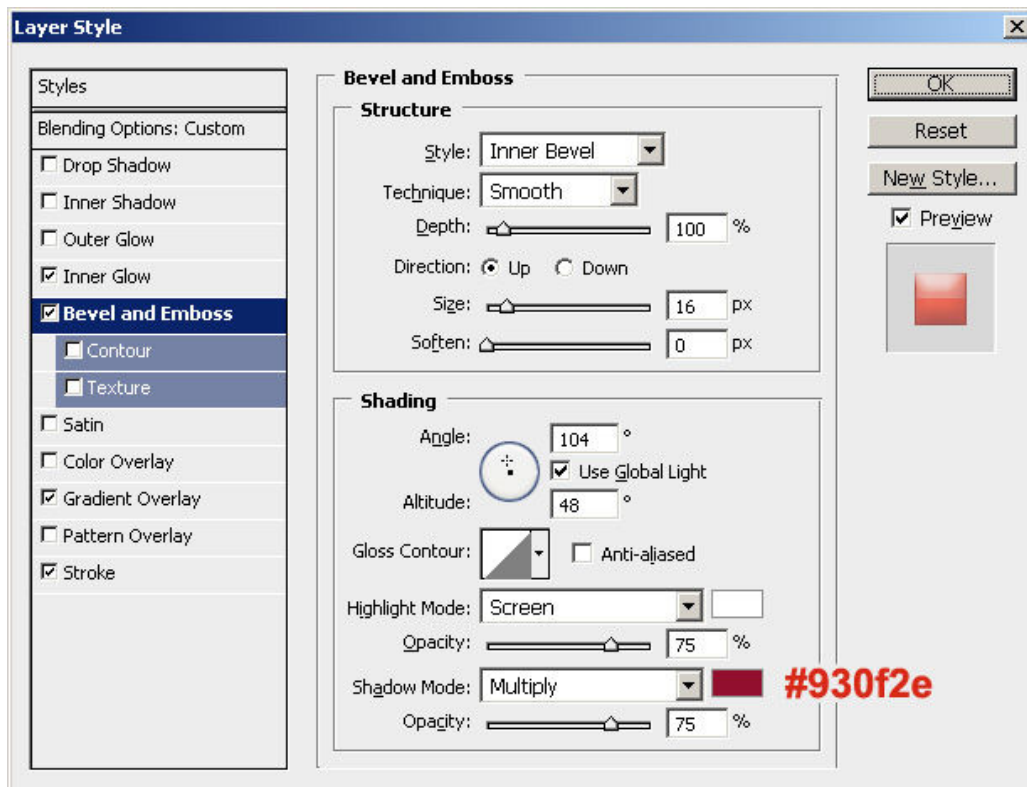 Layer Style
Styles
Blending Options: Custom
Drop Shadow
Inner Shadow
Outer Glow
Inner Glow
Bevel and Emboss
Contour
Texture
Satin
Color Overlay
Gradient Overlay
Pattern Overlay
Stroke
Bevel and Emboss
Structure
Style: Inner Bevel
Technique: Smooth
Depth: 100 %
Direction: Up Down
Size: 16 px
Soften: 0 px
Shading
Angle: 104 °
Use Global Light
Altitude: 48 °
Gloss Contour: Anti-aliased
Highlight Mode: Screen
Opacity: 75 %
Shadow Mode: Multiply #930f2e
Opacity: 75 %
OK
Reset
New Style...
Preview